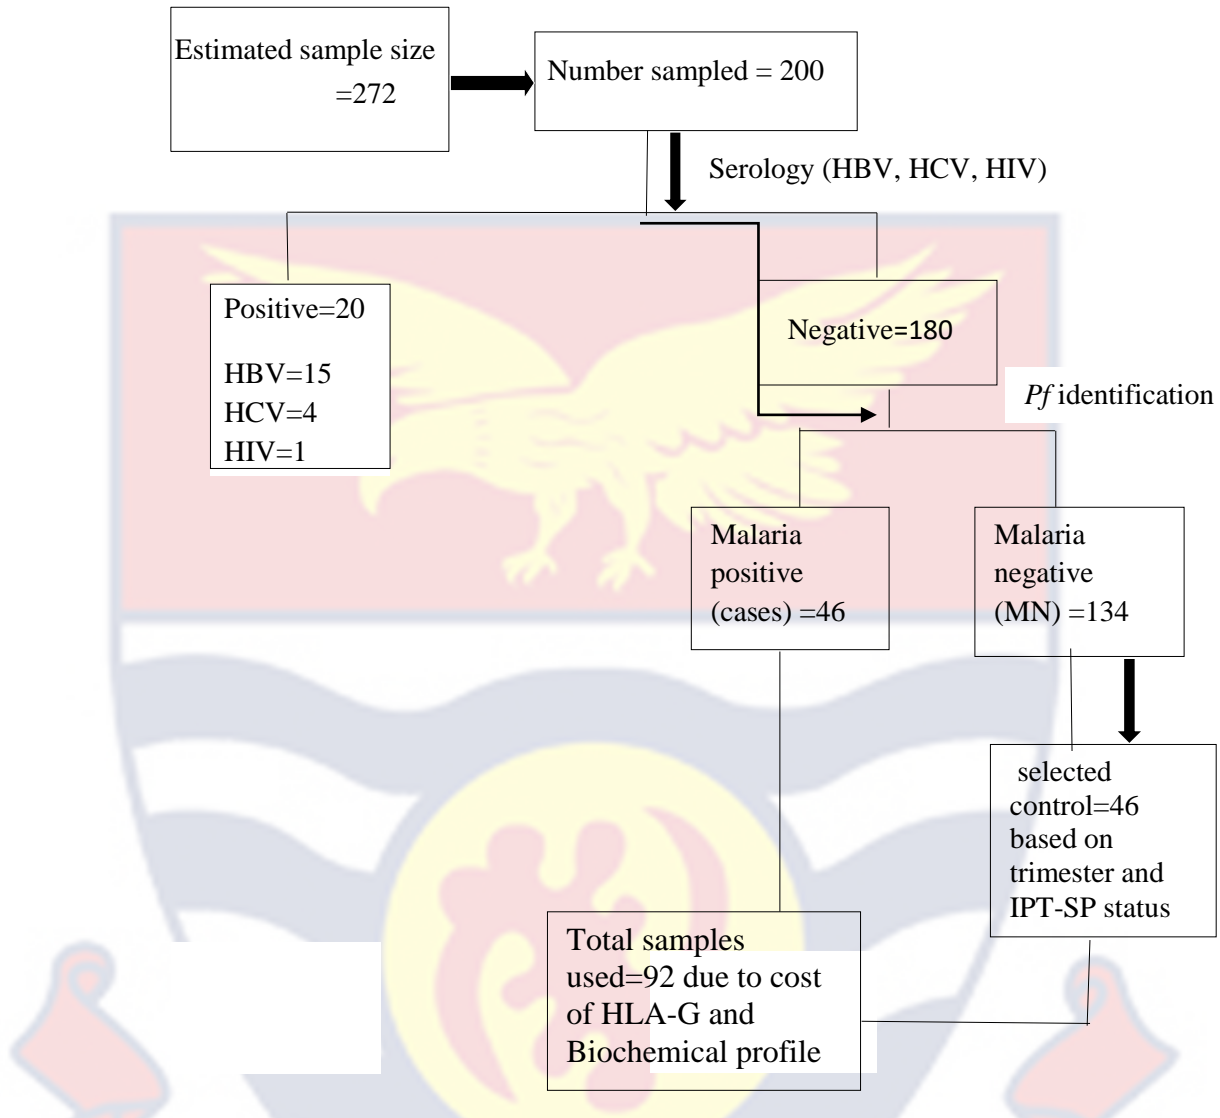 Estimated sample size
=272
Number sampled = 200
Serology (HBV, HCV, HIV)
Positive=20
HBV=15
HCV=4
HIV=1
Negative=180
Pf identification
Malaria
positive
(cases) =46
Malaria
negative
(MN) =134
selected
control=46
based on
trimester and
IPT-SP status
Total samples
used=92 due to cost
of HLA-G and
Biochemical profile